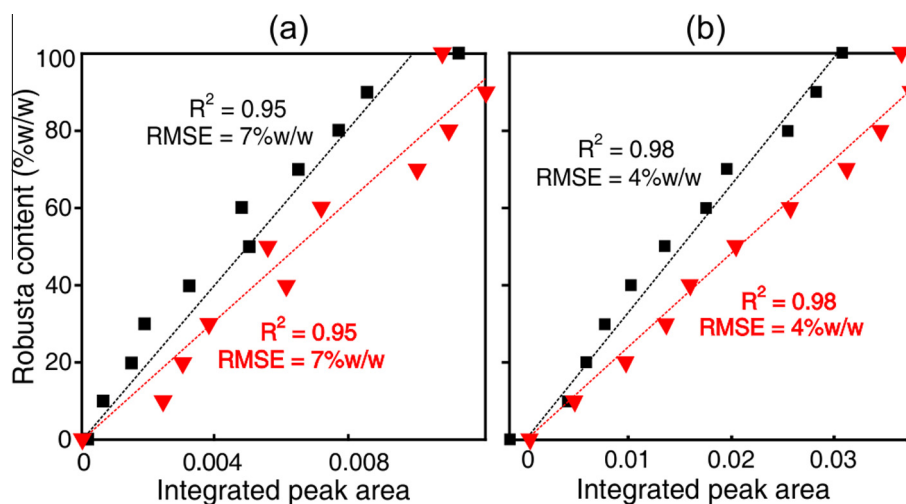 (a) (b)
Robusta content (%w/w)
100
80
60
40
20
0
R² = 0.95
RMSE = 7%w/w
R² = 0.95
RMSE = 7%w/w
0 0.004 0.008
Integrated peak area
R² = 0.98
RMSE = 4%w/w
R² = 0.98
RMSE = 4%w/w
0 0.01 0.02 0.03
Integrated peak area